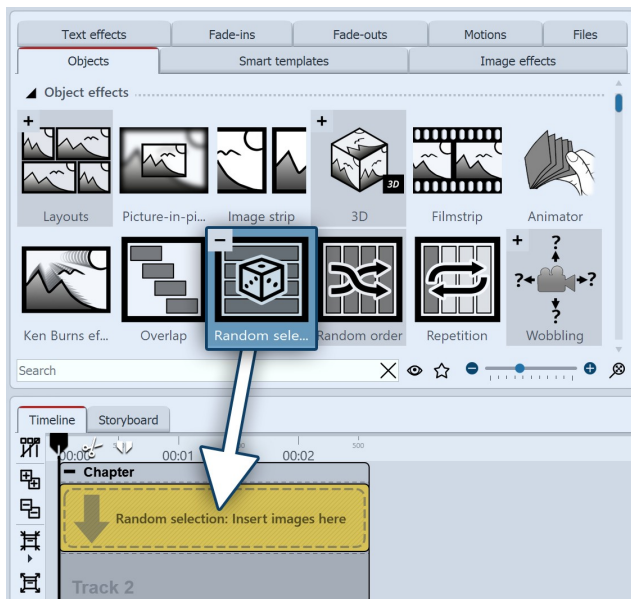 Text effects
Fade-ins
Fade-outs
Motions
Files
Objects
Smart templates
Image effects
Object effects
Layouts
Picture-in-pi...
Image strip
3D
3D
Filmstrip
Animator
Ken Burns ef...
Overlap
Random sele...
Random order
Repetition
? ? ? ?
Wobbling
Search
Timeline
Storyboard
00:01
00:02
500
Chapter
Random selection: Insert images here
Track 2